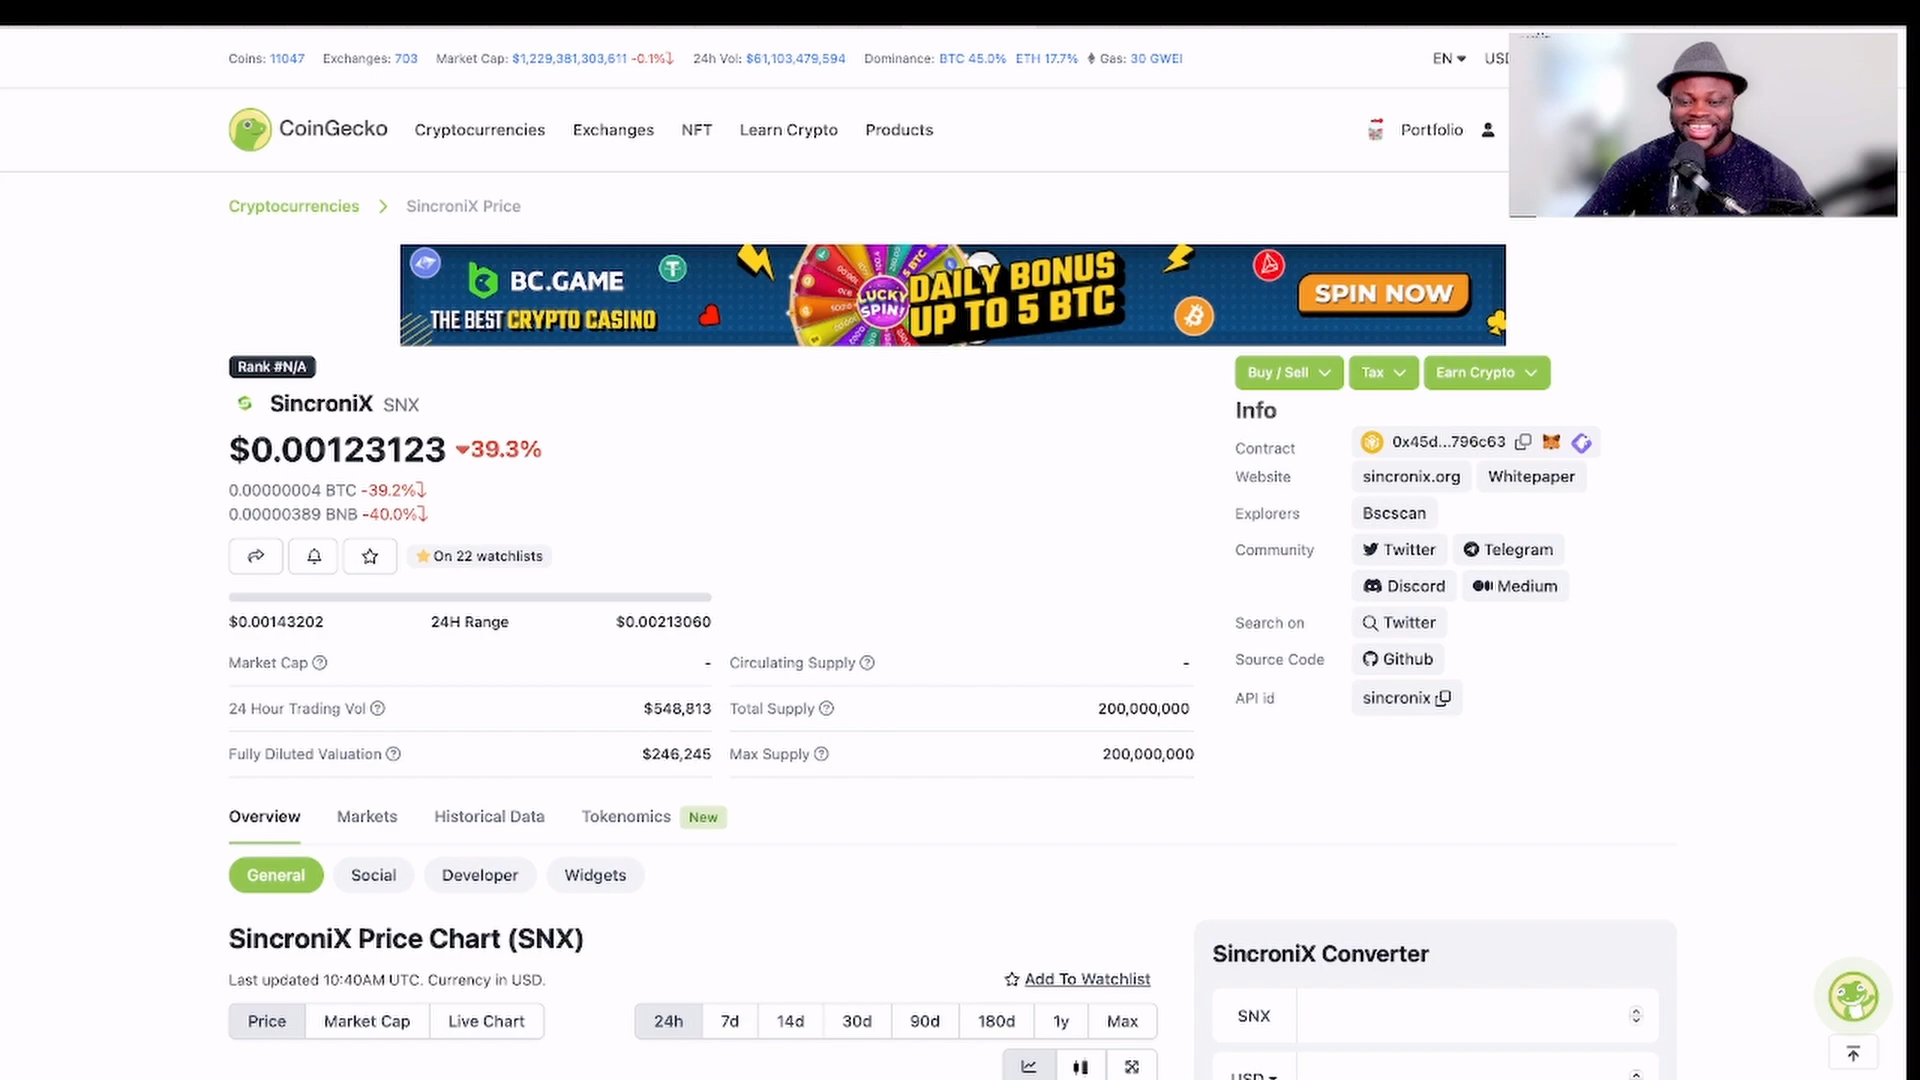 Coins: 11047 Exchanges: 703 Market Cap: $1,229,381,303,611 -0.1% 24h Vol: $61,103,479,594 Dominance: BTC 45.0% ETH 17.7% Gas: 30 GWEI
EN USD
CoinGecko Cryptocurrencies Exchanges NFT Learn Crypto Products Portfolio
Cryptocurrencies > SincroniX Price
BC.GAME
THE BEST CRYPTO CASINO
LUCKY SPIN!
DAILY BONUS
UP TO 5 BTC
SPIN NOW
Rank #N/A
SincroniX SNX
$0.00123123 39.3%
0.00000004 BTC -39.2%
0.00000389 BNB -40.0%
On 22 watchlists
$0.00143202 24H Range $0.00213060
Market Cap -
24 Hour Trading Vol $548,813
Fully Diluted Valuation $246,245
Circulating Supply -
Total Supply 200,000,000
Max Supply 200,000,000
Buy / Sell Tax Earn Crypto
Info
Contract 0x45d...796c63
Website sincronix.org Whitepaper
Explorers Bscscan
Community Twitter Telegram
Discord Medium
Search on Twitter
Source Code Github
API id sincronix
Overview Markets Historical Data Tokenomics New
General Social Developer Widgets
SincroniX Price Chart (SNX)
Last updated 10:40AM UTC. Currency in USD.
Add To Watchlist
Price Market Cap Live Chart
24h 7d 14d 30d 90d 180d 1y Max
SincroniX Converter
SNX
USD